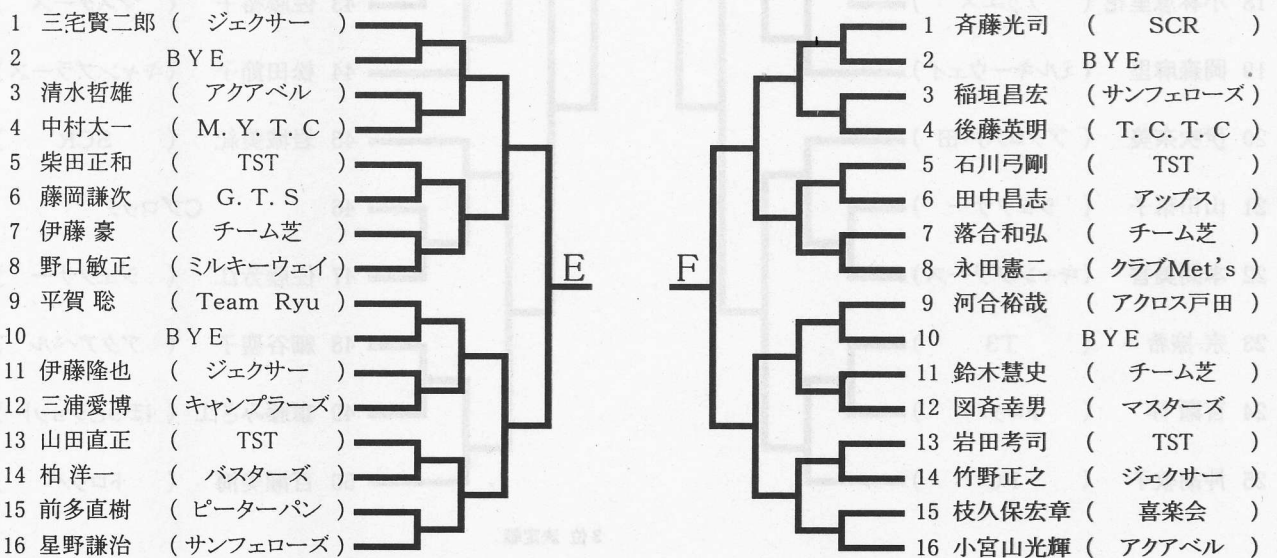 1 三宅賢二郎 ( ジェクサー )
2 BYE
3 清水哲雄 ( アクアベル )
4 中村太一 ( M. Y. T. C )
5 柴田正和 ( TST )
6 藤岡謙次 ( G. T. S )
7 伊藤 豪 ( チーム芝 )
8 野口敏正 ( ミルキーウェイ )
9 平賀 聡 ( Team Ryu )
10 BYE
11 伊藤隆也 ( ジェクサー )
12 三浦愛博 ( キャンプラーズ )
13 山田直正 ( TST )
14 柏 洋一 ( バスターズ )
15 前多直樹 ( ピーターパン )
16 星野謙治 ( サンフェローズ )
E
F
1 斉藤光司 ( SCR )
2 BYE
3 稲垣昌宏 ( サンフェローズ )
4 後藤英明 ( T. C. T. C )
5 石川弓剛 ( TST )
6 田中昌志 ( アップス )
7 落合和弘 ( チーム芝 )
8 永田憲二 ( クラブMet's )
9 河合裕哉 ( アクロス戸田 )
10 BYE
11 鈴木慧史 ( チーム芝 )
12 図斉幸男 ( マスターズ )
13 岩田考司 ( TST )
14 竹野正之 ( ジェクサー )
15 枝久保宏章 ( 喜楽会 )
16 小宮山光輝 ( アクアベル )